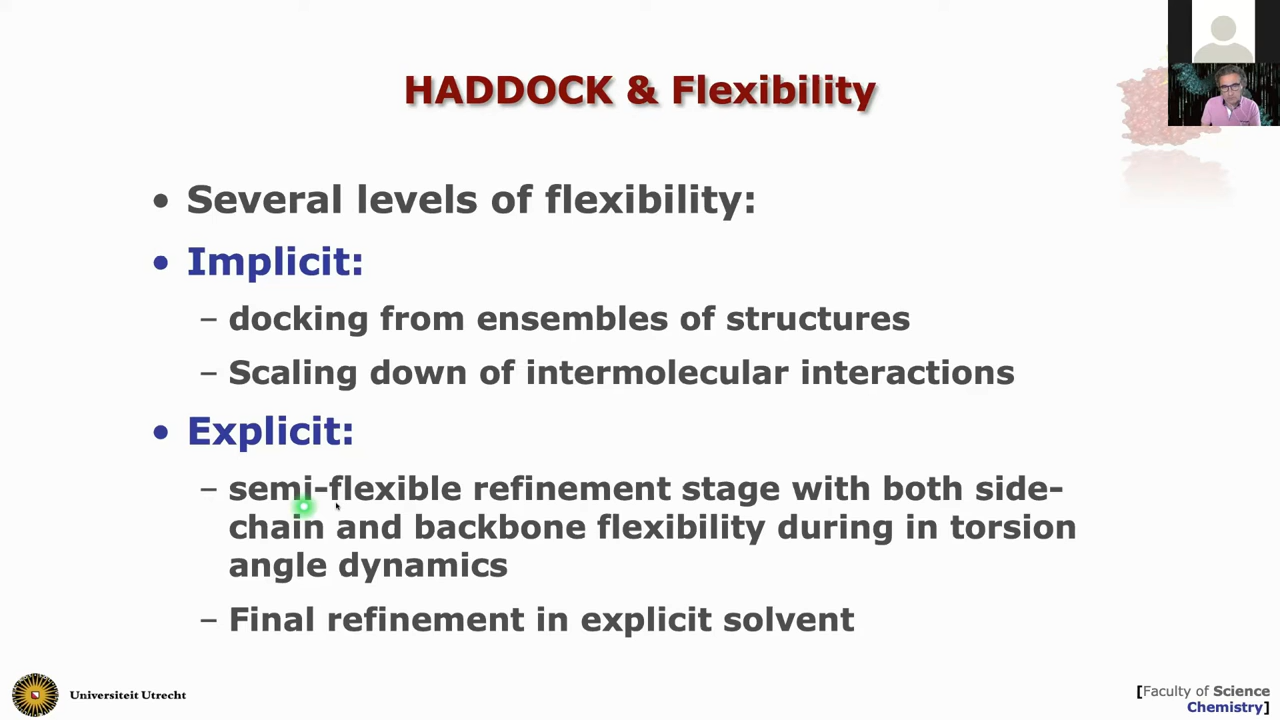 HADDOCK & Flexibility
• Several levels of flexibility:
• Implicit:
– docking from ensembles of structures
– Scaling down of intermolecular interactions
• Explicit:
– semi-flexible refinement stage with both side-
chain and backbone flexibility during in torsion
angle dynamics
– Final refinement in explicit solvent
Universiteit Utrecht
[Faculty of Science
Chemistry]